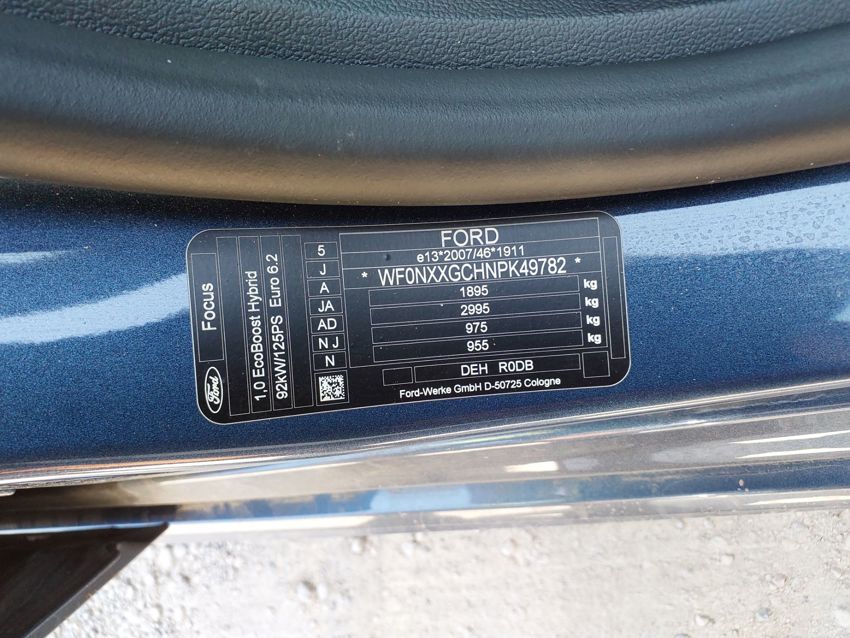 FORD
e13*2007/46*1911
* WF0NXXGCHNPK49782 *
1895 kg
2995 kg
975 kg
955 kg
DEH R0DB
Ford-Werke GmbH D-50725 Cologne
5
J
A
JA
AD
N J
N
Focus
Ford
1,0 EcoBoost Hybrid
92kW/125PS Euro 6.2